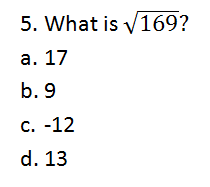 5. What is √169?
a. 17
b. 9
c. -12
d. 13